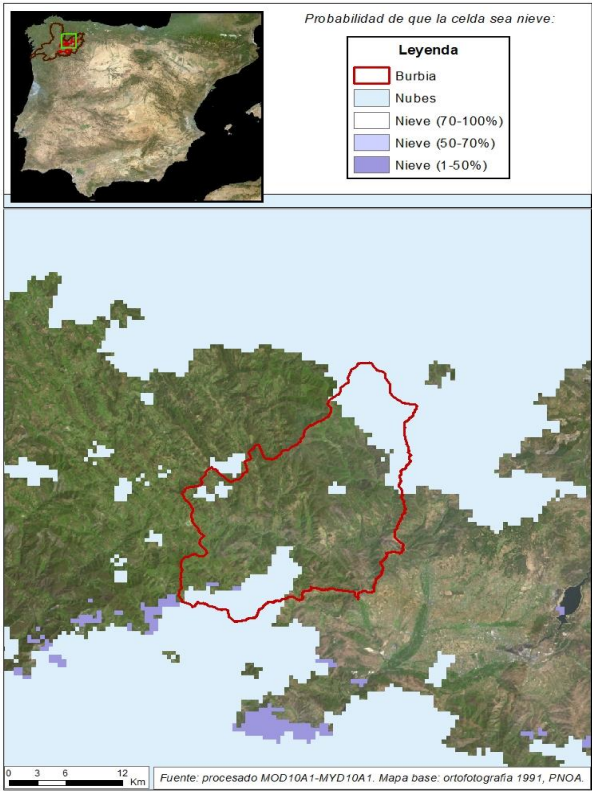 Probabilidad de que la celda sea nieve:
Leyenda
Burbia
Nubes
Nieve (70-100%)
Nieve (50-70%)
Nieve (1-50%)
0 3 6 12
Km
Fuente: procesado MOD10A1-MYD10A1. Mapa base: ortofotografia 1991, PNOA.